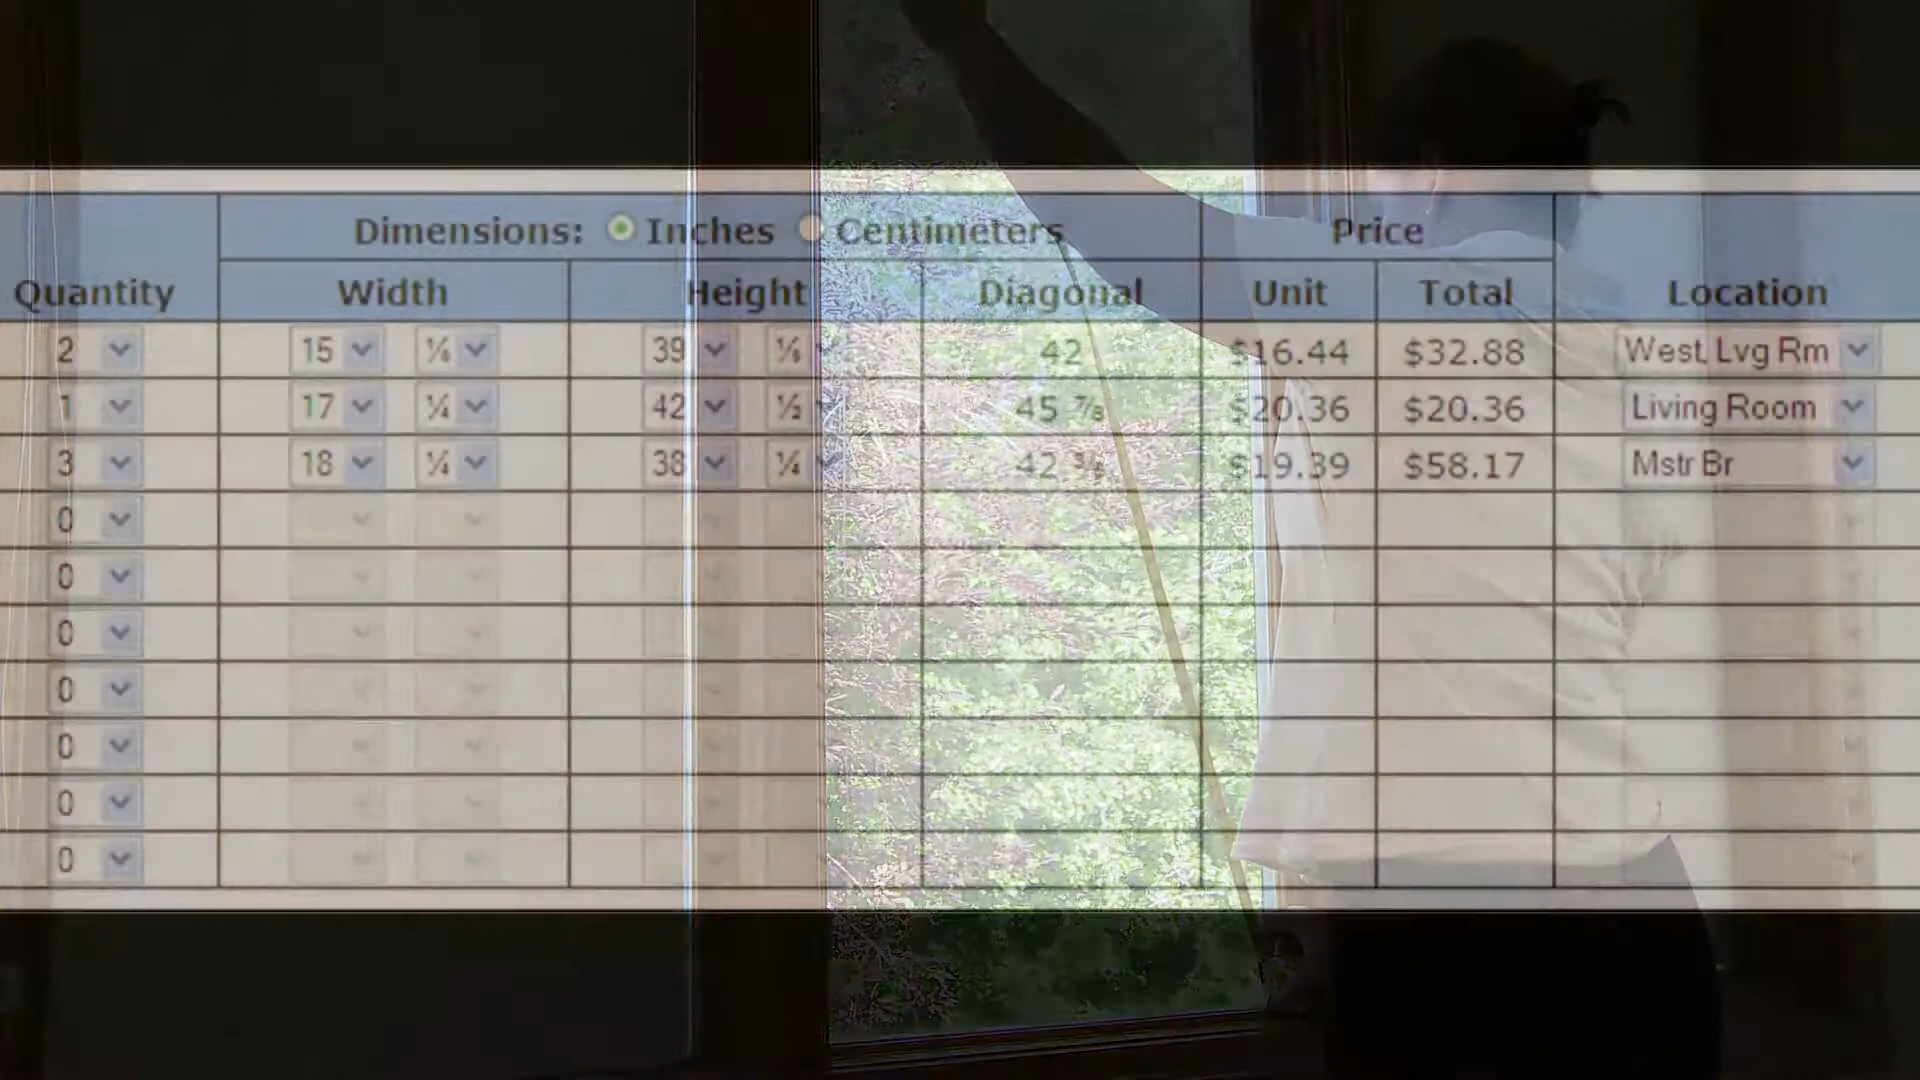 Dimensions: Inches Centimeters Price
Quantity Width Height Diagonal Unit Total Location
2 15 ⅛ 39 ⅛ 42 $16.44 $32.88 West Lvg Rm
1 17 ¼ 42 ½ 45 ⅞ $20.36 $20.36 Living Room
3 18 ¼ 38 ¼ 42 $19.39 $58.17 Mstr Br
0
0
0
0
0
0
0